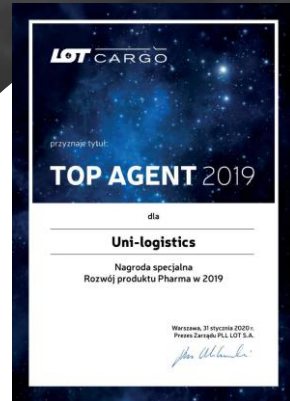 LOT CARGO
przyznaje tytuł:
TOP AGENT 2019
dla
Uni-logistics
Nagroda specjalna
Rozwój produktu Pharma w 2019
Warszawa, 31 stycznia 2020 r.
Prezes Zarządu PLL LOT S.A.